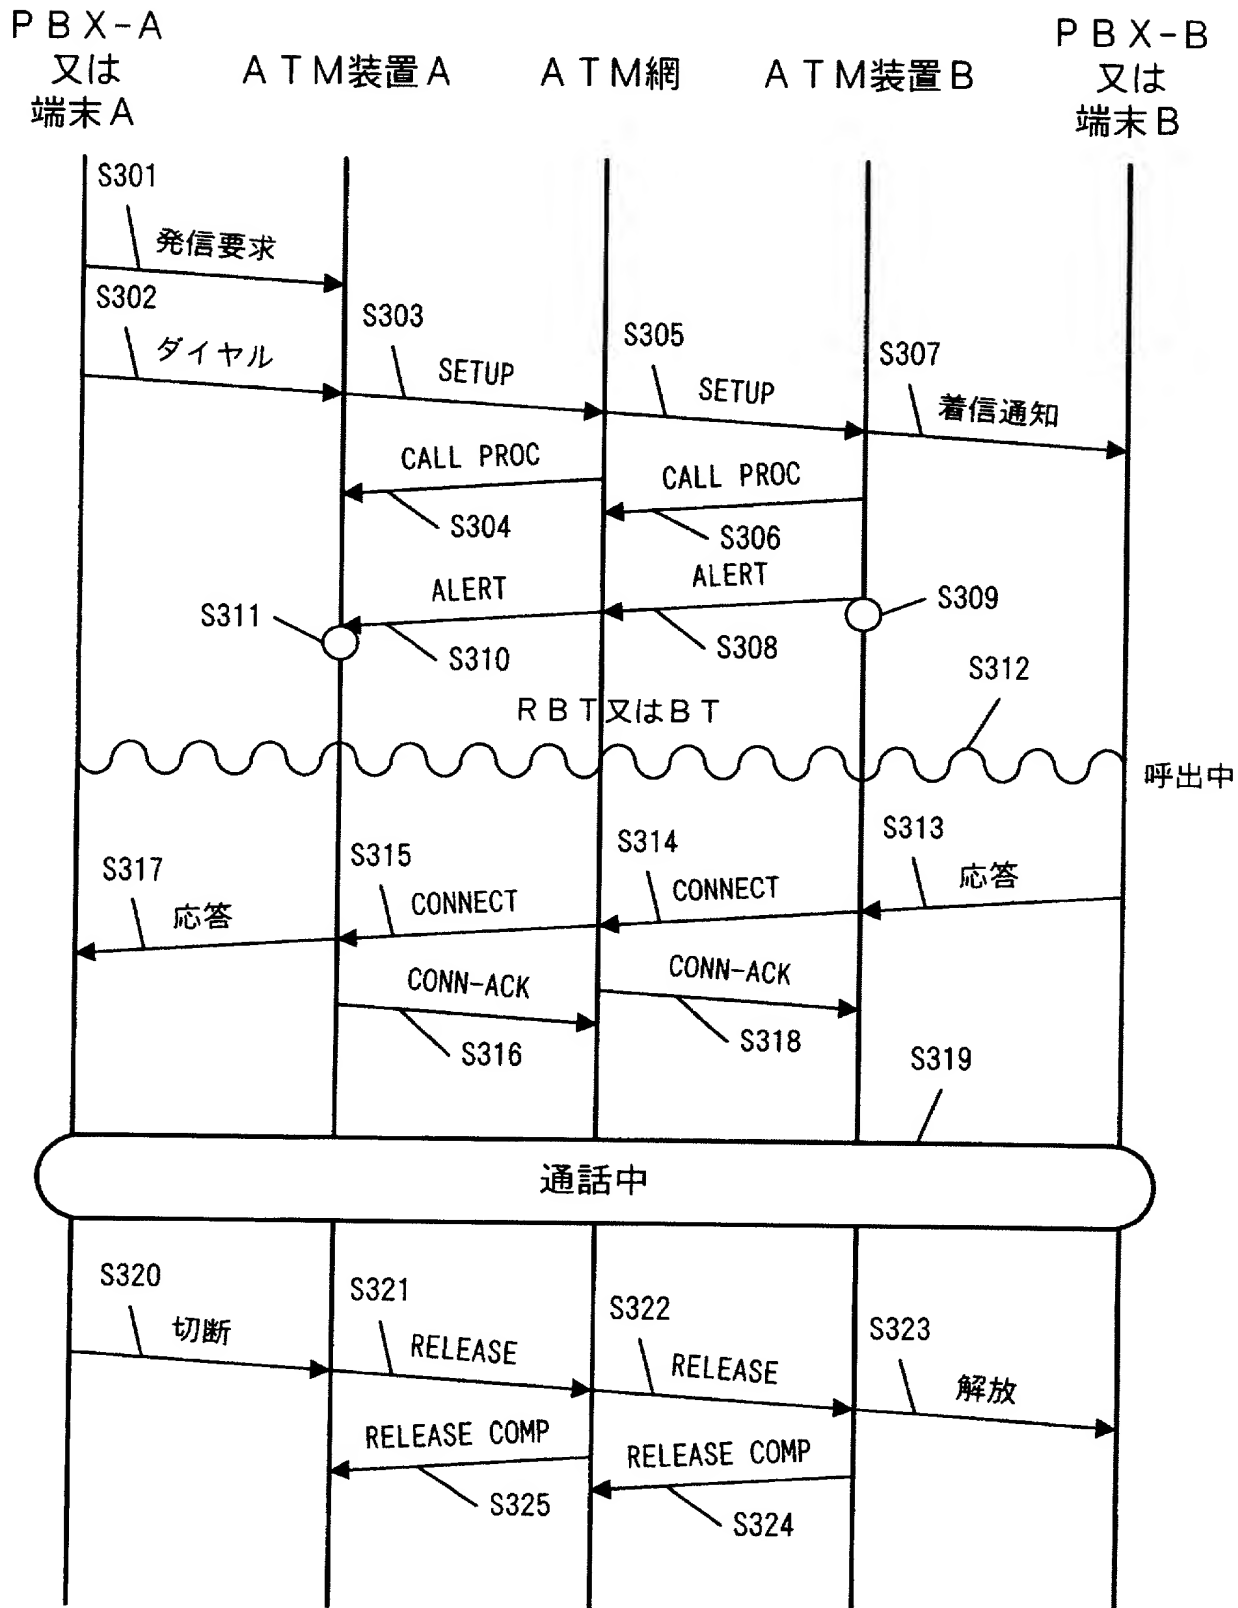 PBX-A
又は
端末A
ATM装置A
ATM網
ATM装置B
PBX-B
又は
端末B
S301
発信要求
S302
ダイヤル
S303
SETUP
S305
SETUP
S307
着信通知
CALL PROC
S304
CALL PROC
S306
ALERT
S310
ALERT
S308
S309
S311
S312
RBT又はBT
呼出中
S313
応答
S314
CONNECT
S315
CONNECT
S317
応答
CONN-ACK
S316
CONN-ACK
S318
S319
通話中
S320
切断
S321
RELEASE
S322
RELEASE
S323
解放
RELEASE COMP
S325
RELEASE COMP
S324